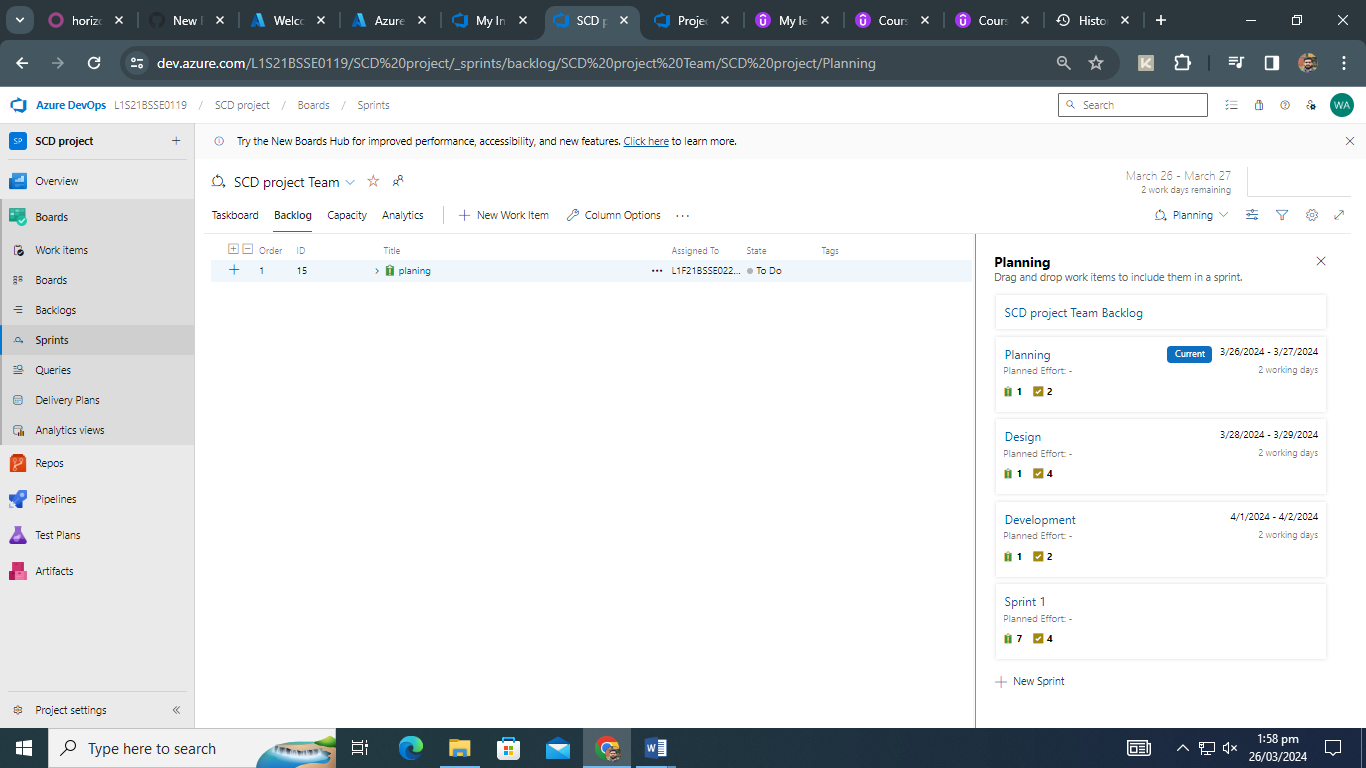 horizo
New I
Welco
Azure
My In
SCD p
Projec
My le
Cours
Cours
Histo
dev.azure.com/L1S21BSSE0119/SCD%20project/_sprints/backlog/SCD%20project%20Team/SCD%20project/Planning
Azure DevOps L1S21BSSE0119 / SCD project / Boards / Sprints
Search
WA
SP SCD project
Try the New Boards Hub for improved performance, accessibility, and new features. Click here to learn more.
Overview
Boards
Work items
Boards
Backlogs
Sprints
Queries
Delivery Plans
Analytics views
Repos
Pipelines
Test Plans
Artifacts
Project settings
SCD project Team
March 26 - March 27
2 work days remaining
Taskboard Backlog Capacity Analytics New Work Item Column Options ...
Planning
Order ID Title Assigned To State Tags
1 15 planing ... L1F21BSSE022... To Do
Planning
Drag and drop work items to include them in a sprint.
SCD project Team Backlog
Planning Current 3/26/2024 - 3/27/2024
Planned Effort: - 2 working days
1 2
Design 3/28/2024 - 3/29/2024
Planned Effort: - 2 working days
1 4
Development 4/1/2024 - 4/2/2024
Planned Effort: - 2 working days
1 2
Sprint 1
Planned Effort: -
7 4
New Sprint
Type here to search
1:58 pm
26/03/2024